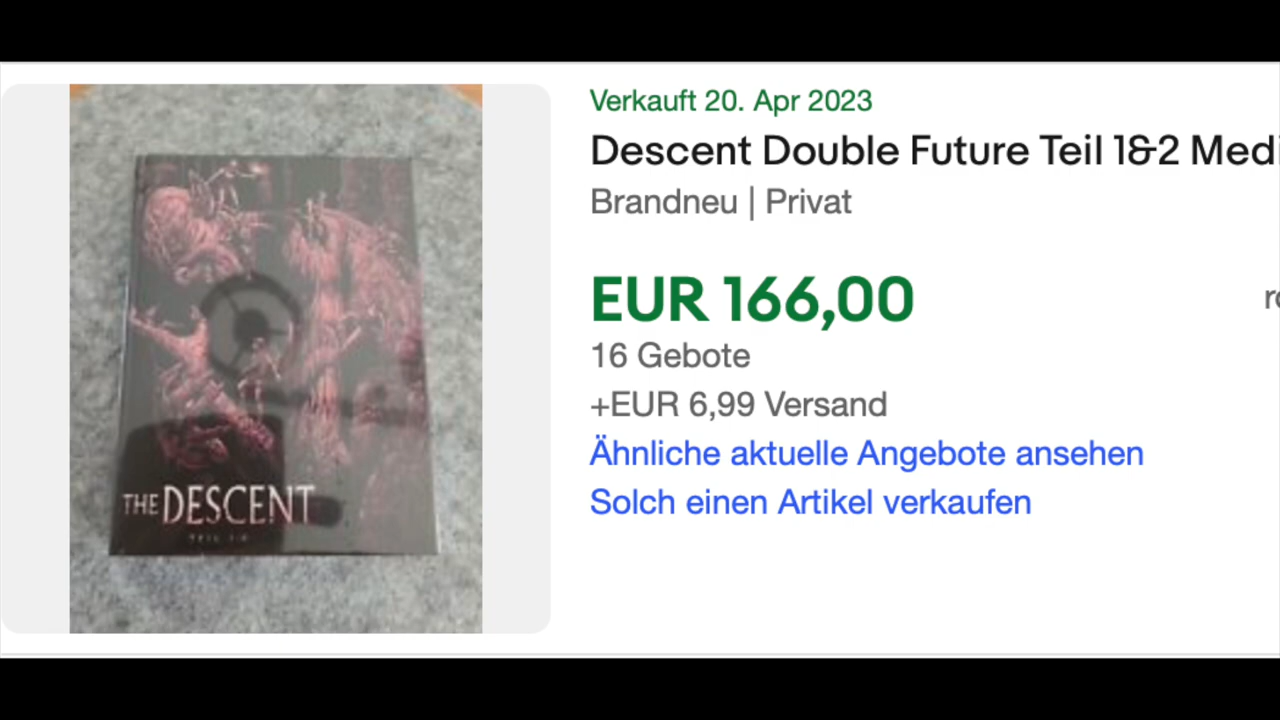 Verkauft 20. Apr 2023
Descent Double Future Teil 1&2 Medi
Brandneu | Privat
EUR 166,00
16 Gebote
+EUR 6,99 Versand
Ähnliche aktuelle Angebote ansehen
Solch einen Artikel verkaufen
THE DESCENT